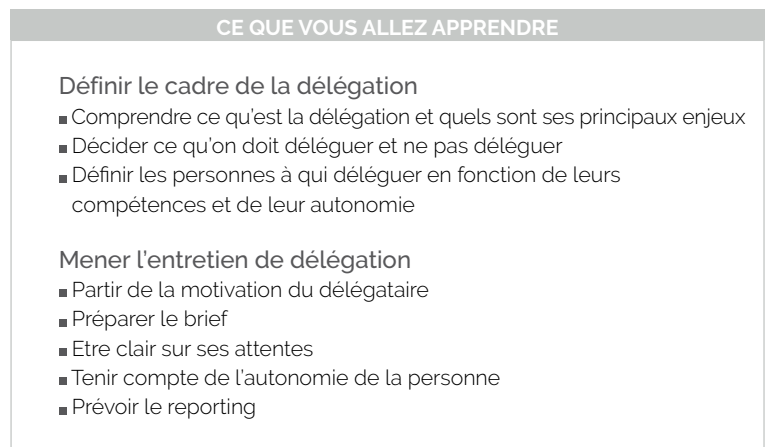 CE QUE VOUS ALLEZ APPRENDRE
Définir le cadre de la délégation
■ Comprendre ce qu'est la délégation et quels sont ses principaux enjeux
■ Décider ce qu'on doit déléguer et ne pas déléguer
■ Définir les personnes à qui déléguer en fonction de leurs
compétences et de leur autonomie
Mener l'entretien de délégation
■ Partir de la motivation du délégataire
■ Préparer le brief
■ Etre clair sur ses attentes
■ Tenir compte de l'autonomie de la personne
■ Prévoir le reporting